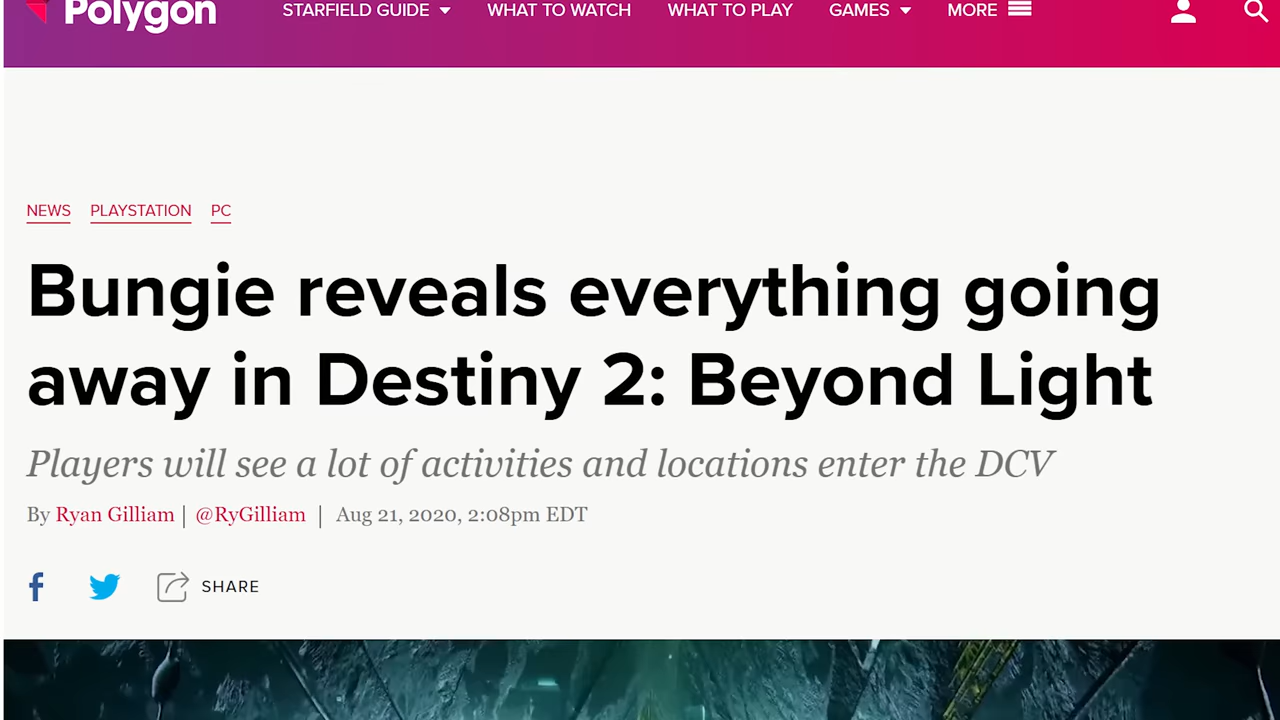 Polygon STARFIELD GUIDE WHAT TO WATCH WHAT TO PLAY GAMES MORE
NEWS PLAYSTATION PC
Bungie reveals everything going
away in Destiny 2: Beyond Light
Players will see a lot of activities and locations enter the DCV
By Ryan Gilliam | @RyGilliam | Aug 21, 2020, 2:08pm EDT
f SHARE